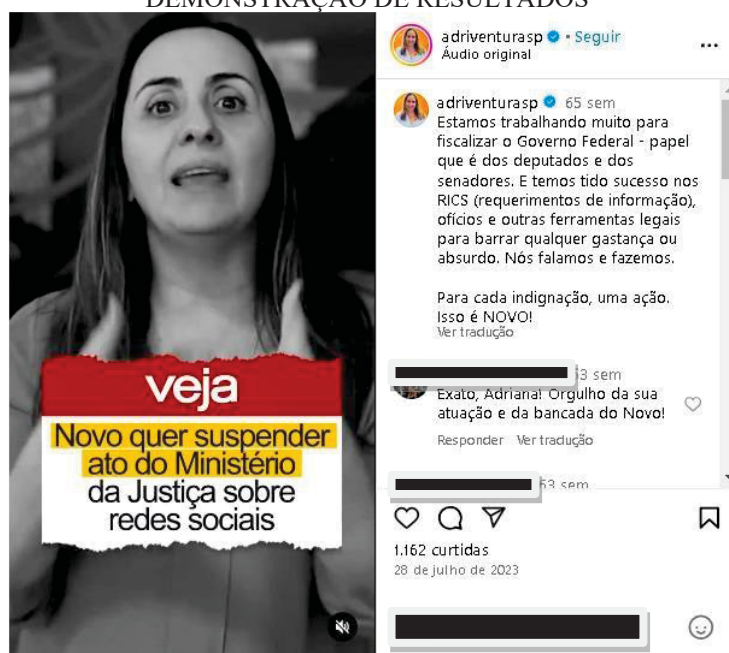 DEMONSTRAÇÃO DE RESULTADOS
veja
Novo quer suspender
ato do Ministério
da Justiça sobre
redes sociais
adriventurasp • Seguir
Áudio original
adriventurasp 65 sem
Estamos trabalhando muito para
fiscalizar o Governo Federal - papel
que é dos deputados e dos
senadores. E temos tido sucesso nos
RICS (requerimentos de informação),
ofícios e outras ferramentas legais
para barrar qualquer gastança ou
absurdo. Nós falamos e fazemos.
Para cada indignação, uma ação.
Isso é NOVO!
Ver tradução
53 sem
Exato, Adriana! Orgulho da sua
atuação e da bancada do Novo!
Responder Ver tradução
53 sem
1.162 curtidas
28 de julho de 2023